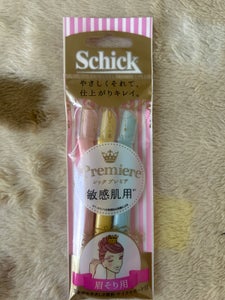 Schick
やさしくそれて、
仕上がりキレイ。
Premiere
シック プレミア
敏感肌用
眉そり用